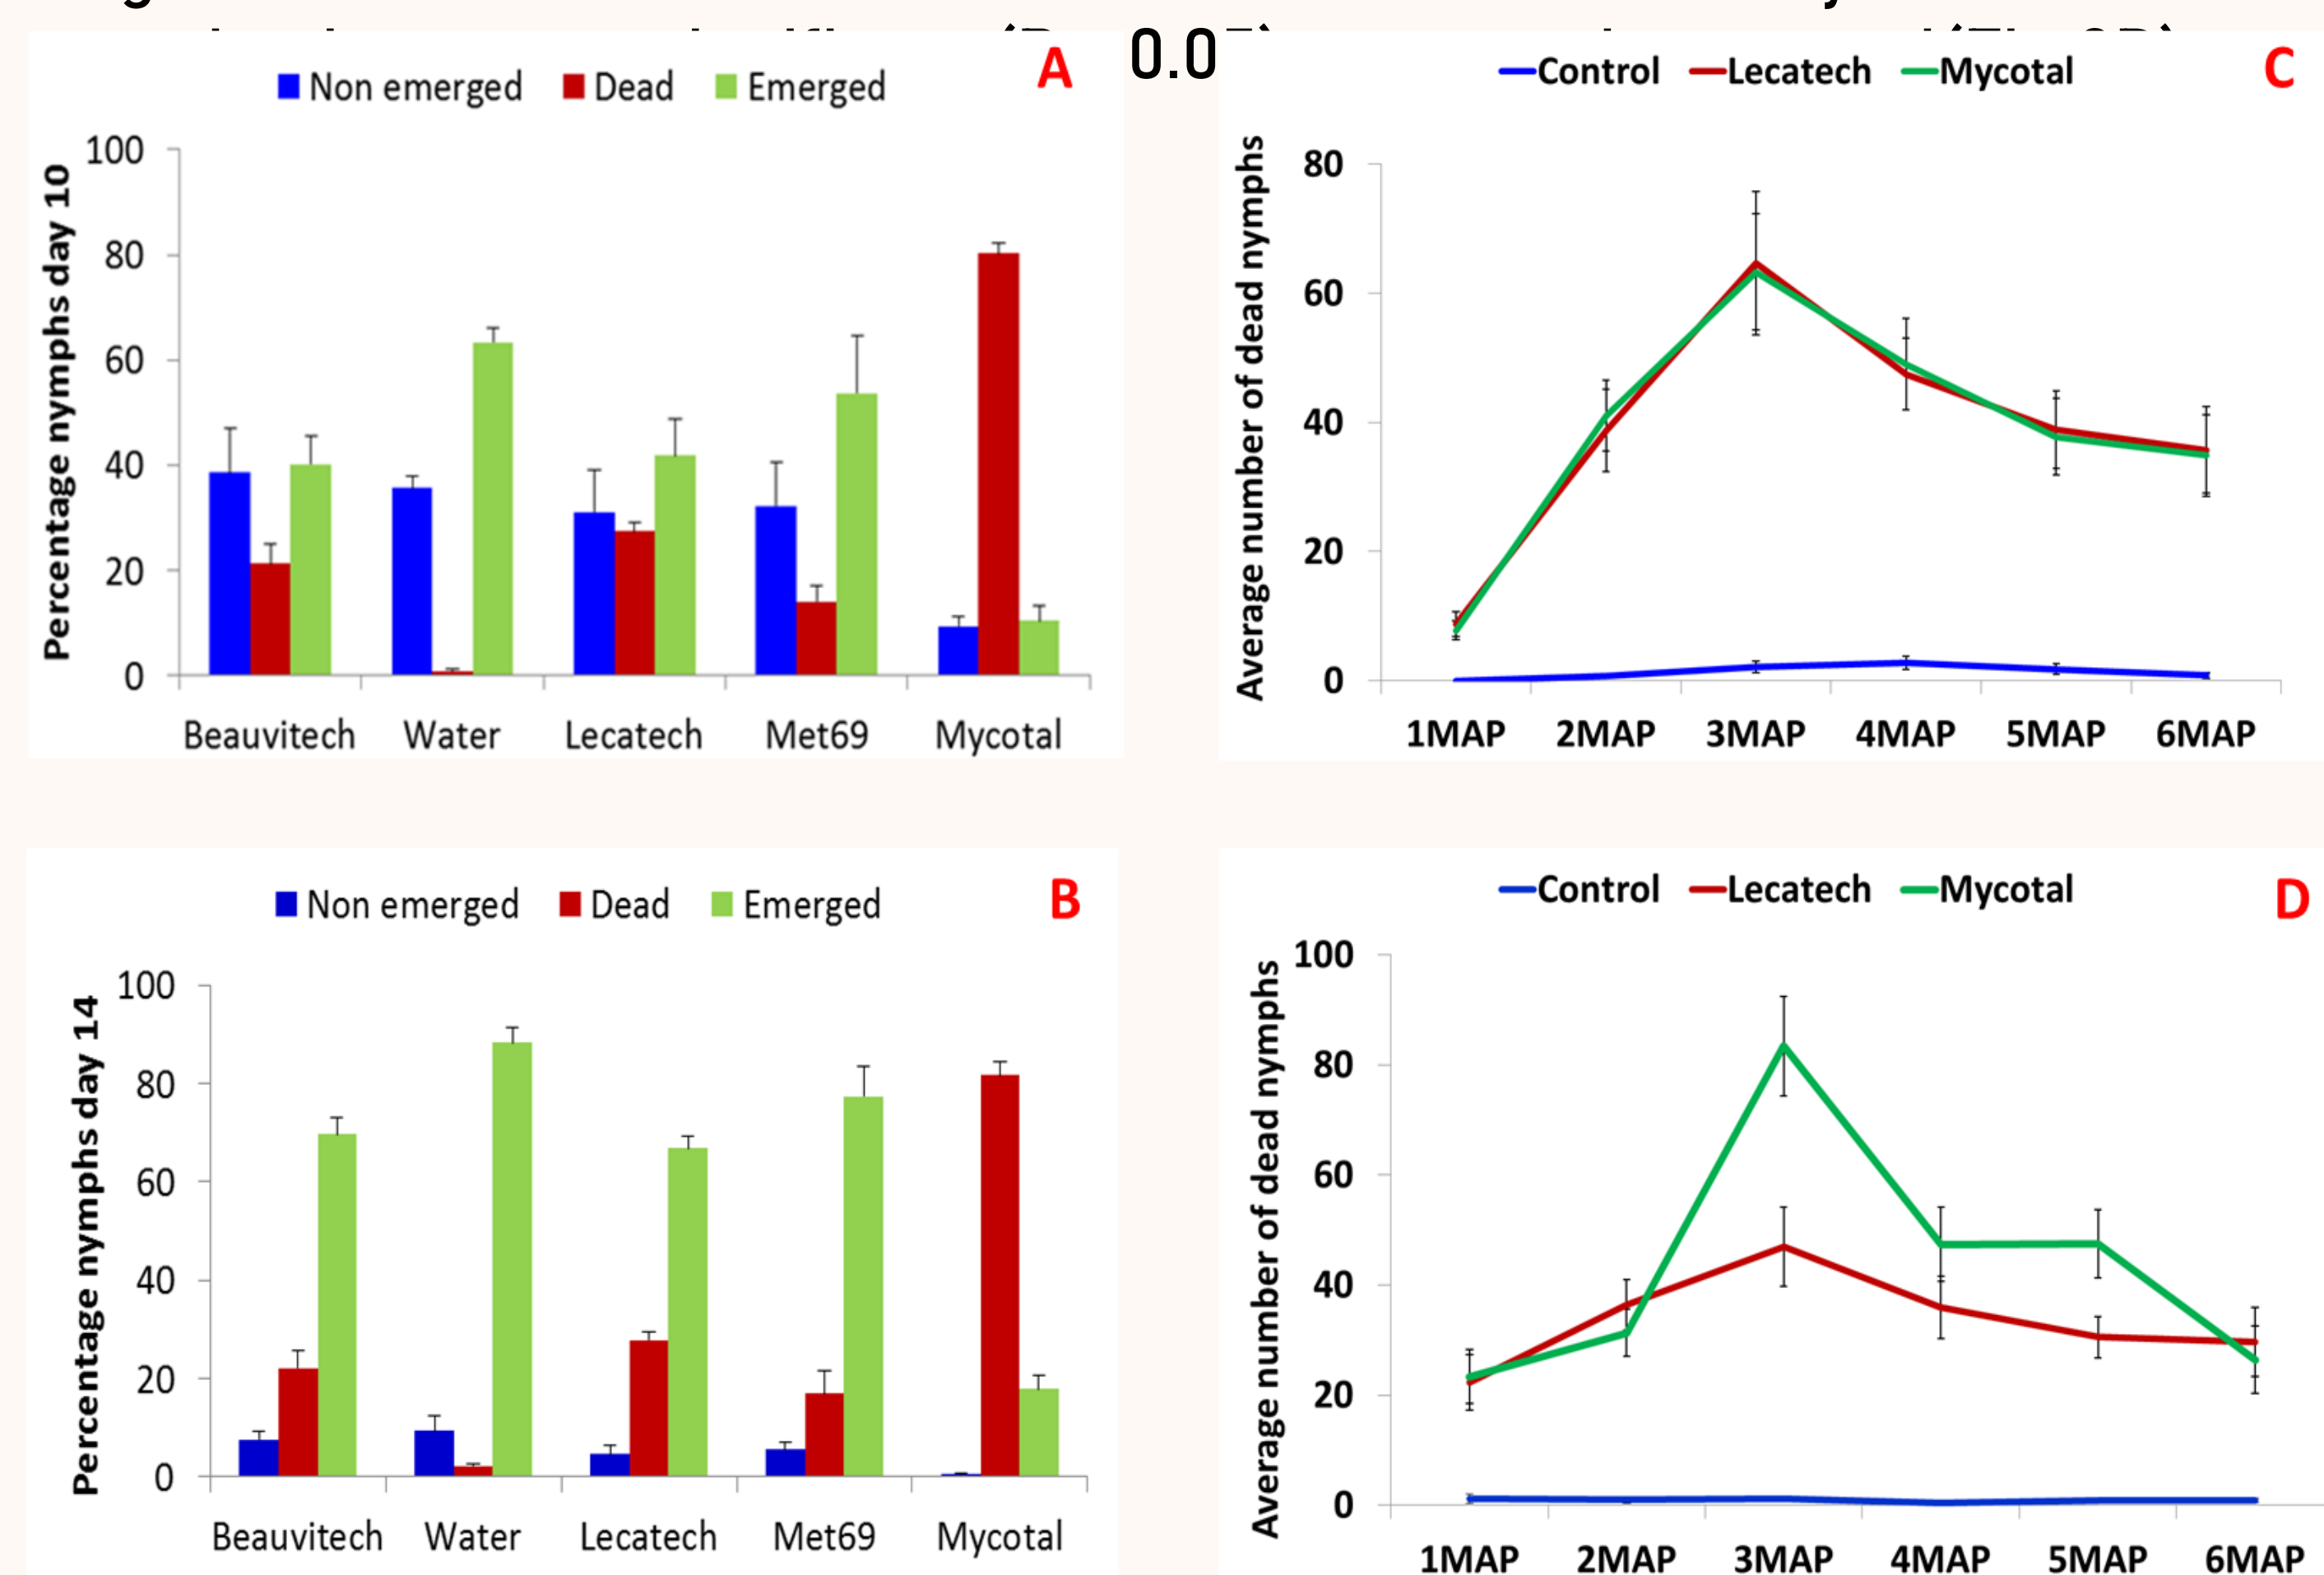 0.0
Non emerged Dead Emerged
A
Percentage nymphs day 10
100
80
60
40
20
0
Beauvitech Water Lecatech Met69 Mycotal
Control Lecatech Mycotal
C
Average number of dead nymphs
80
60
40
20
0
1MAP 2MAP 3MAP 4MAP 5MAP 6MAP
Non emerged Dead Emerged
B
Percentage nymphs day 14
100
80
60
40
20
0
Beauvitech Water Lecatech Met69 Mycotal
Control Lecatech Mycotal
D
Average number of dead nymphs
100
80
60
40
20
0
1MAP 2MAP 3MAP 4MAP 5MAP 6MAP